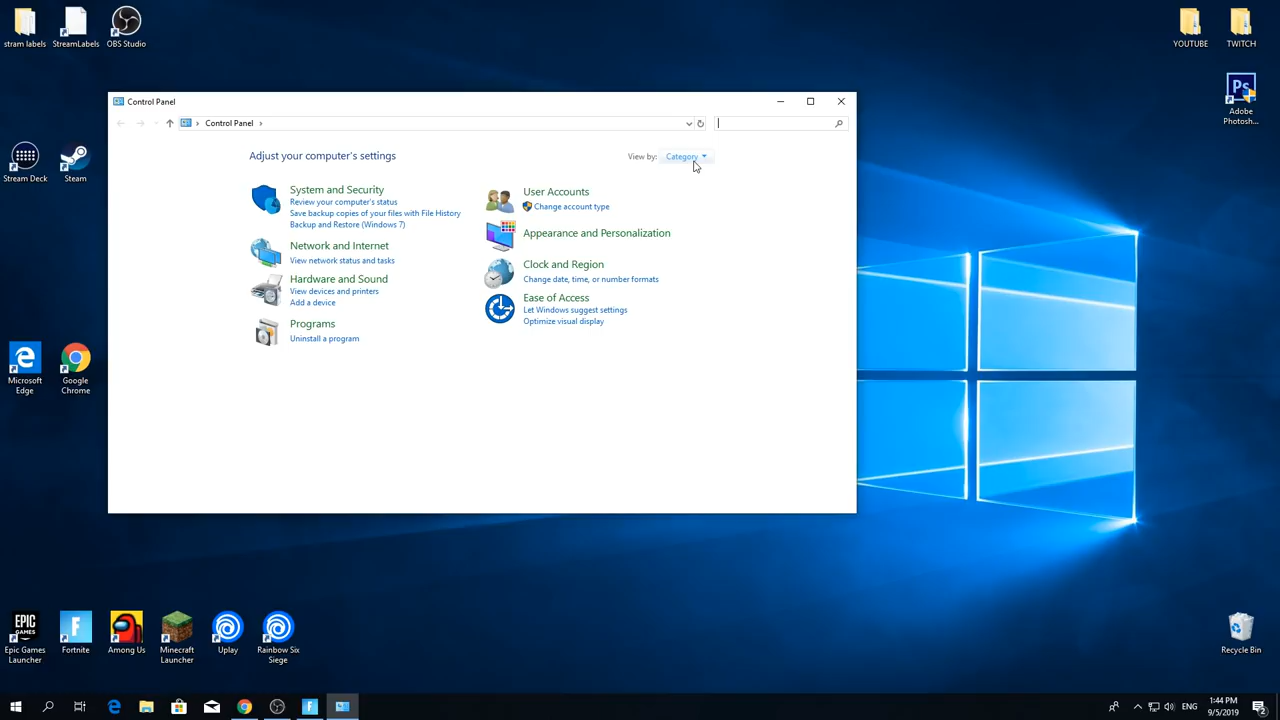 stram labels
StreamLabels
OBS Studio
YOUTUBE
TWITCH
Ps
Adobe
Photosh...
Stream Deck
Steam
Microsoft
Edge
Google
Chrome
Control Panel
Control Panel
Adjust your computer's settings
View by:
Category
System and Security
Review your computer's status
Save backup copies of your files with File History
Backup and Restore (Windows 7)
Network and Internet
View network status and tasks
Hardware and Sound
View devices and printers
Add a device
Programs
Uninstall a program
User Accounts
Change account type
Appearance and Personalization
Clock and Region
Change date, time, or number formats
Ease of Access
Let Windows suggest settings
Optimize visual display
EPIC
GAMES
Epic Games
Launcher
Fortnite
Among Us
Minecraft
Launcher
Uplay
Rainbow Six
Siege
Recycle Bin
ENG
1:44 PM
9/5/2019
2